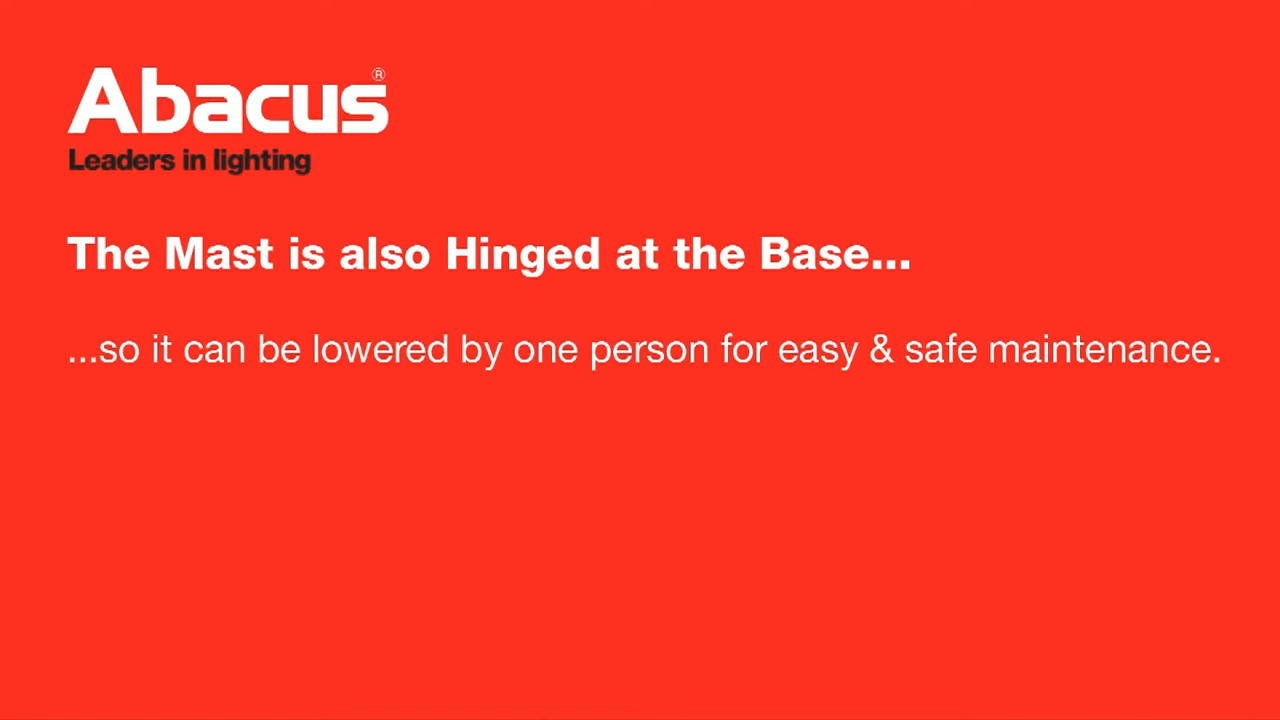 Abacus®
Leaders in lighting
The Mast is also Hinged at the Base...
...so it can be lowered by one person for easy & safe maintenance.